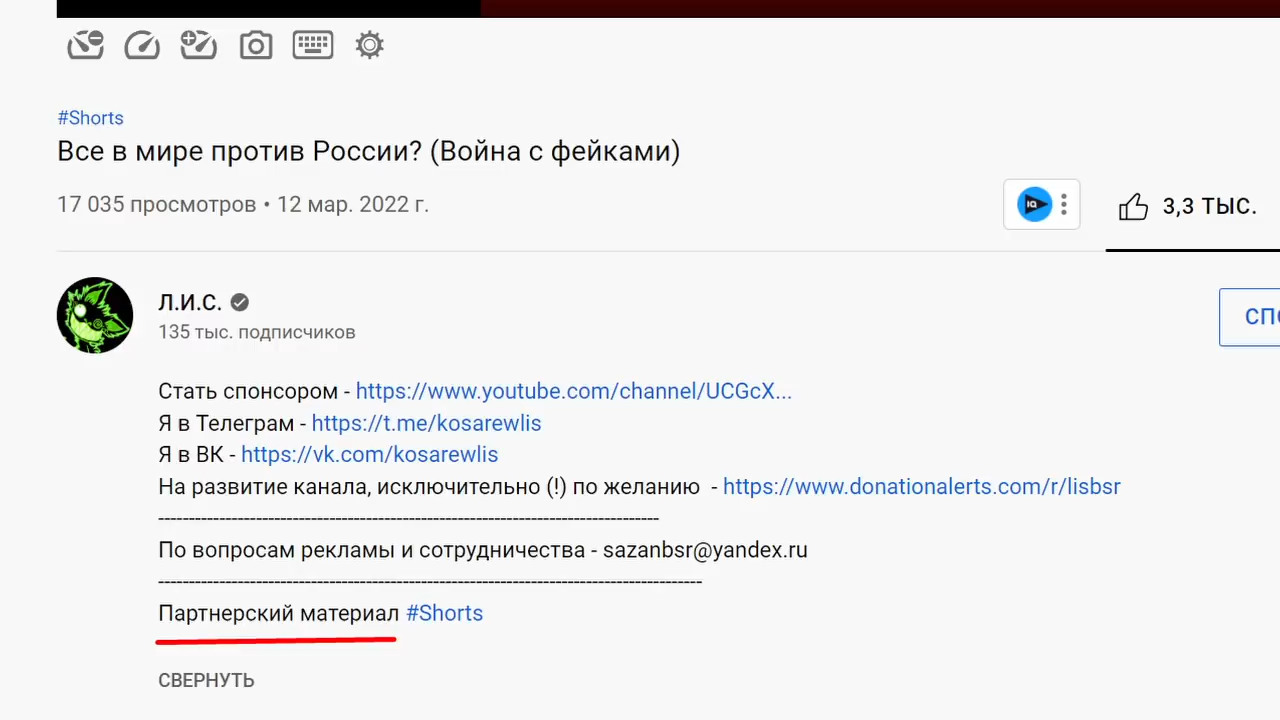 #Shorts
Все в мире против России? (Война с фейками)
17 035 просмотров • 12 мар. 2022 г.
IQ
3,3 ТЫС.
Л.И.С.
135 тыс. подписчиков
СПО
Стать спонсором - https://www.youtube.com/channel/UCGcX...
Я в Телеграм - https://t.me/kosarewlis
Я в ВК - https://vk.com/kosarewlis
На развитие канала, исключительно (!) по желанию - https://www.donationalerts.com/r/lisbsr
По вопросам рекламы и сотрудничества - sazanbsr@yandex.ru
Партнерский материал #Shorts
СВЕРНУТЬ